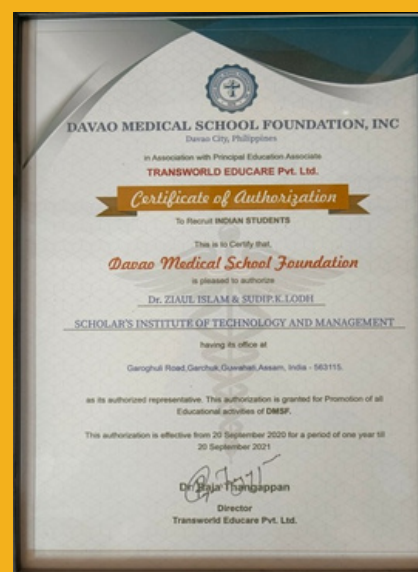 DAVAO MEDICAL SCHOOL FOUNDATION, INC
Davao City, Philippines
in Association with Principal Education Associate
TRANSWORLD EDUCARE Pvt. Ltd.
Certificate of Authorization
To Recruit INDIAN STUDENTS
This is to Certify that,
Davao Medical School Foundation
is pleased to authorize
Dr. ZIAUL ISLAM & SUDIP.K.LODH
SCHOLAR'S INSTITUTE OF TECHNOLOGY AND MANAGEMENT
having its office at
Garoghuli Road,Garchuk,Guwahati,Assam, India - 563115.
as its authorized representative. This authorization is granted for Promotion of all
Educational activities of DMSF.
This authorization is effective from 20 September 2020 for a period of one year till
20 September 2021
Dr. Raja Thangappan
Director
Transworld Educare Pvt. Ltd.